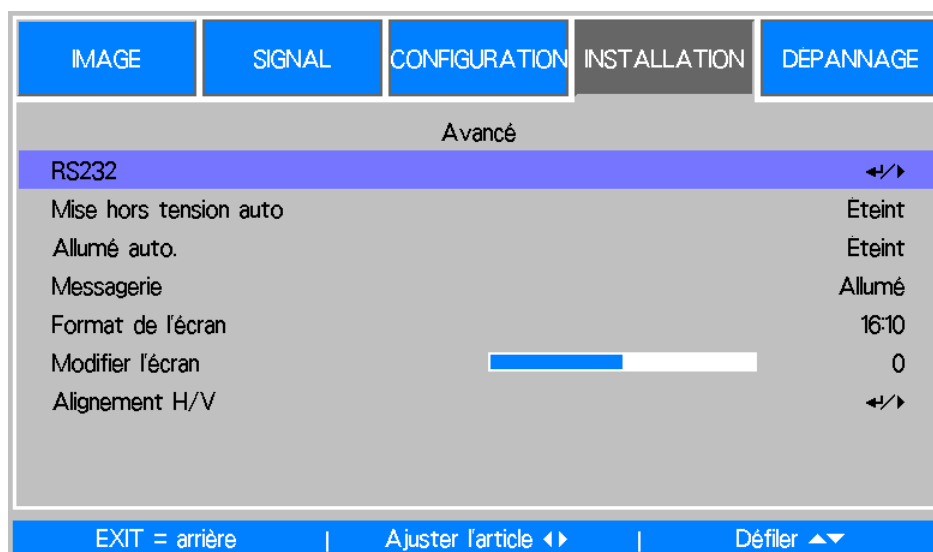 IMAGE SIGNAL CONFIGURATION INSTALLATION DÉPANNAGE
Avancé
RS232
Mise hors tension auto Éteint
Allumé auto. Éteint
Messagerie Allumé
Format de l'écran 16:10
Modifier l'écran 0
Alignement H/V
EXIT = arrière | Ajuster l'article | Défiler